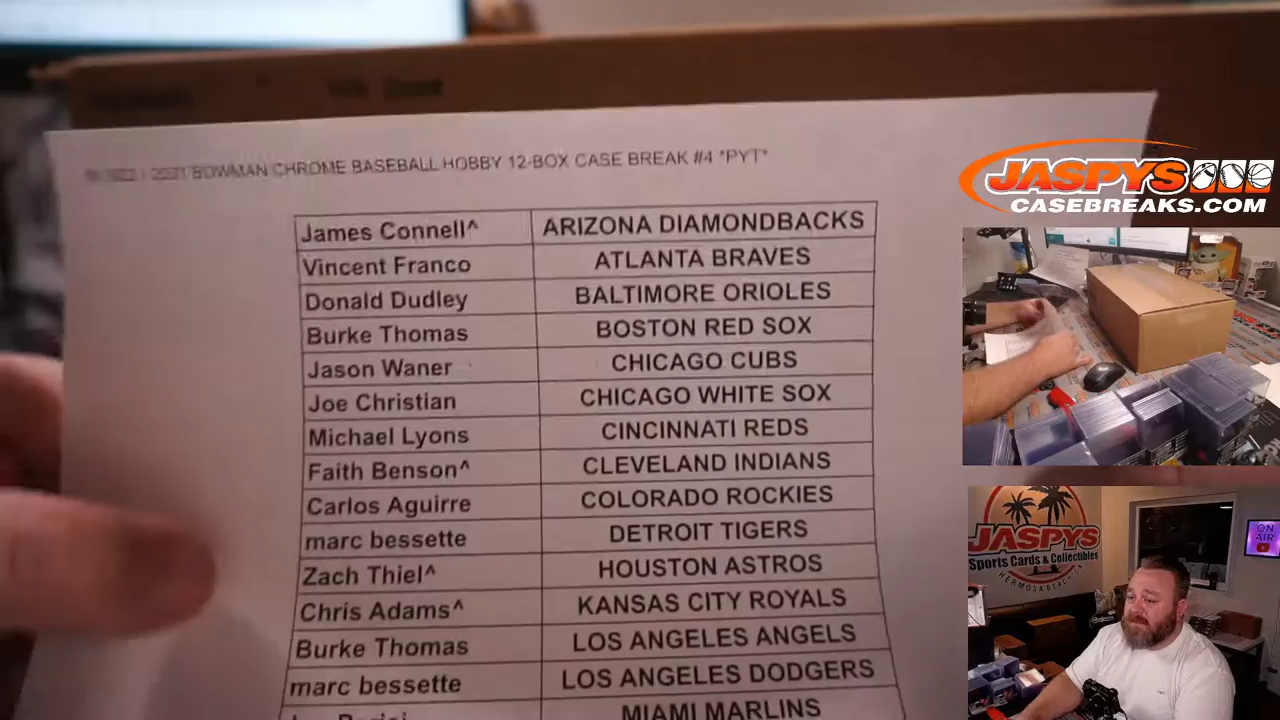 2021 BOWMAN CHROME BASEBALL HOBBY 12-BOX CASE BREAK #4 *PYT*
James Connell^ ARIZONA DIAMONDBACKS
Vincent Franco ATLANTA BRAVES
Donald Dudley BALTIMORE ORIOLES
Burke Thomas BOSTON RED SOX
Jason Waner CHICAGO CUBS
Joe Christian CHICAGO WHITE SOX
Michael Lyons CINCINNATI REDS
Faith Benson^ CLEVELAND INDIANS
Carlos Aguirre COLORADO ROCKIES
marc bessette DETROIT TIGERS
Zach Thiel^ HOUSTON ASTROS
Chris Adams^ KANSAS CITY ROYALS
Burke Thomas LOS ANGELES ANGELS
marc bessette LOS ANGELES DODGERS
MIAMI MARLINS
JASPYS
CASEBREAKS.COM
JASPYS
Sports Cards & Collectibles
HERMOSA BEACH, CA
ON
AIR